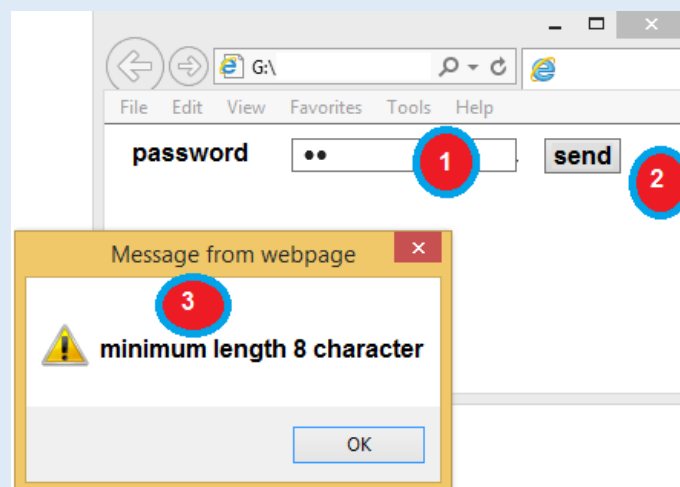 G:\
File Edit View Favorites Tools Help
password •• 1 send 2
Message from webpage
3
minimum length 8 character
OK